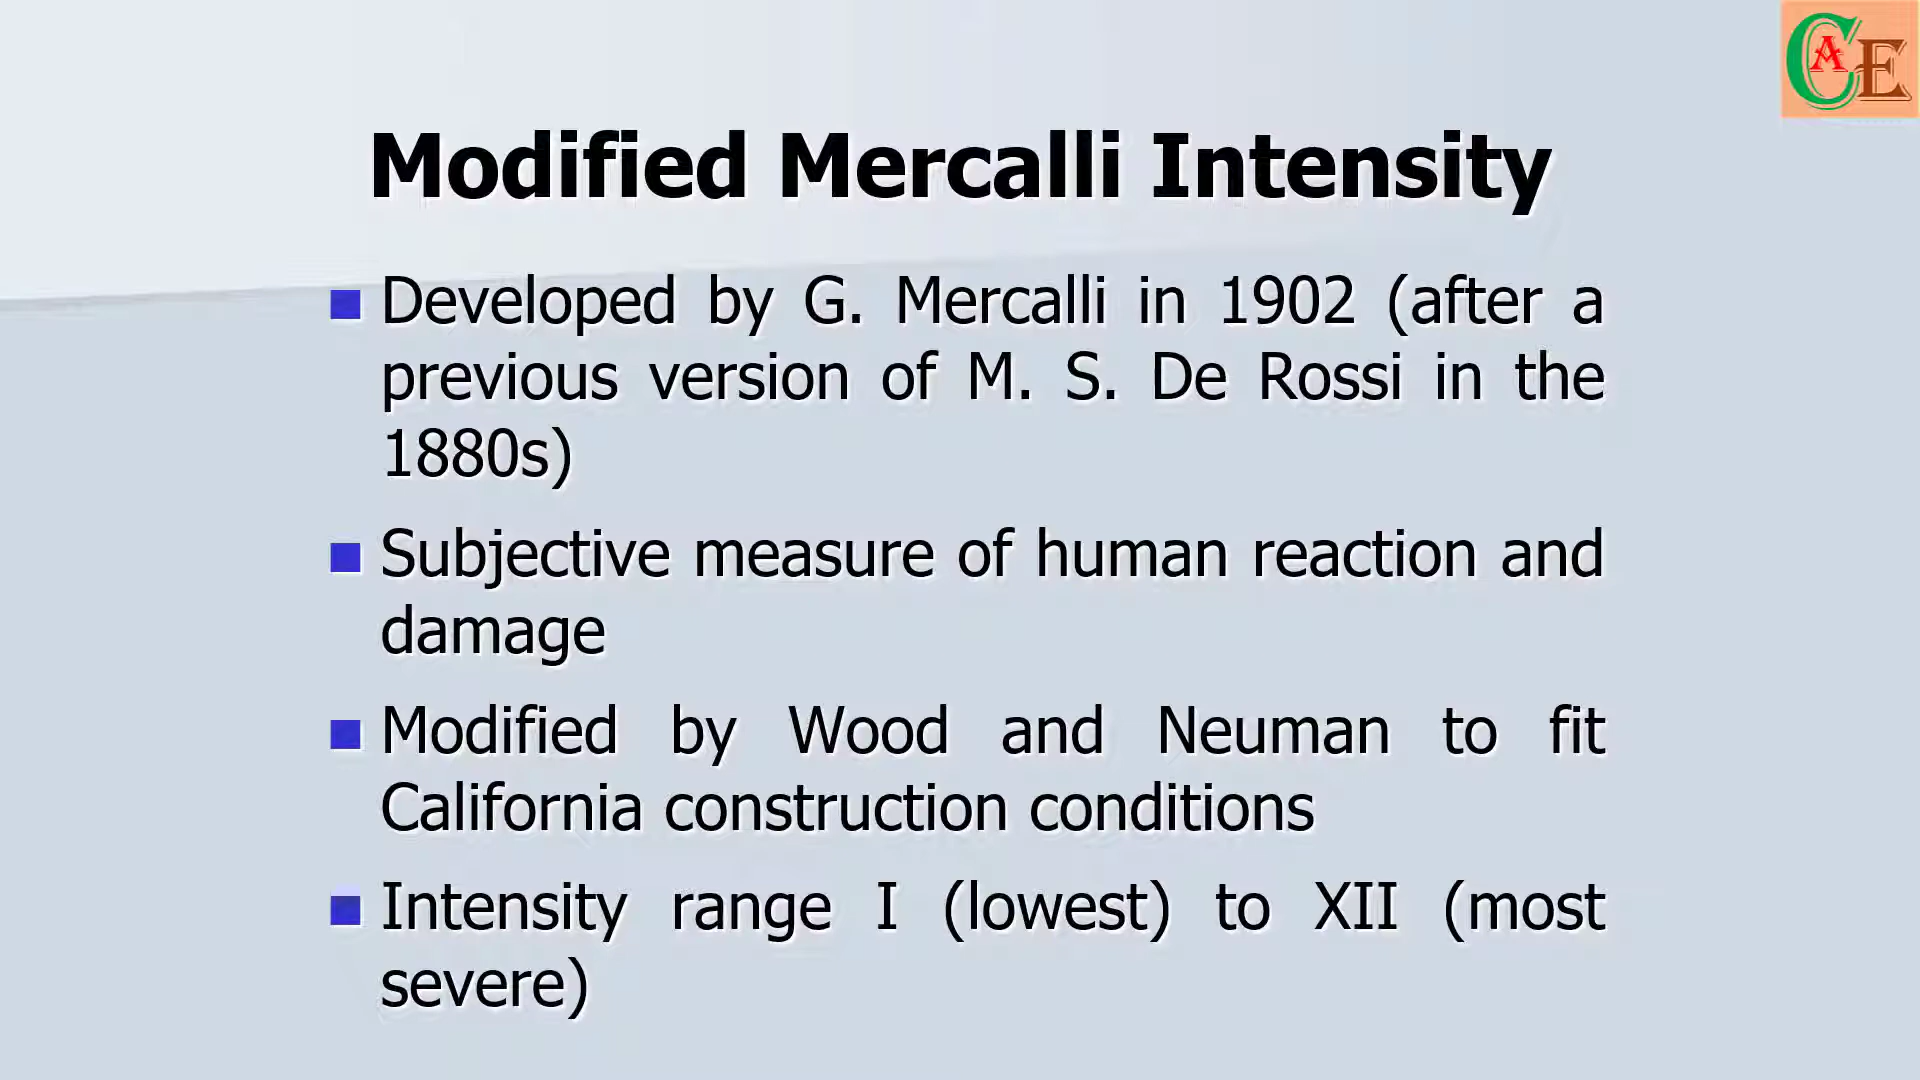 CAE
Modified Mercalli Intensity
Developed by G. Mercalli in 1902 (after a
previous version of M. S. De Rossi in the
1880s)
Subjective measure of human reaction and
damage
Modified by Wood and Neuman to fit
California construction conditions
Intensity range I (lowest) to XII (most
severe)